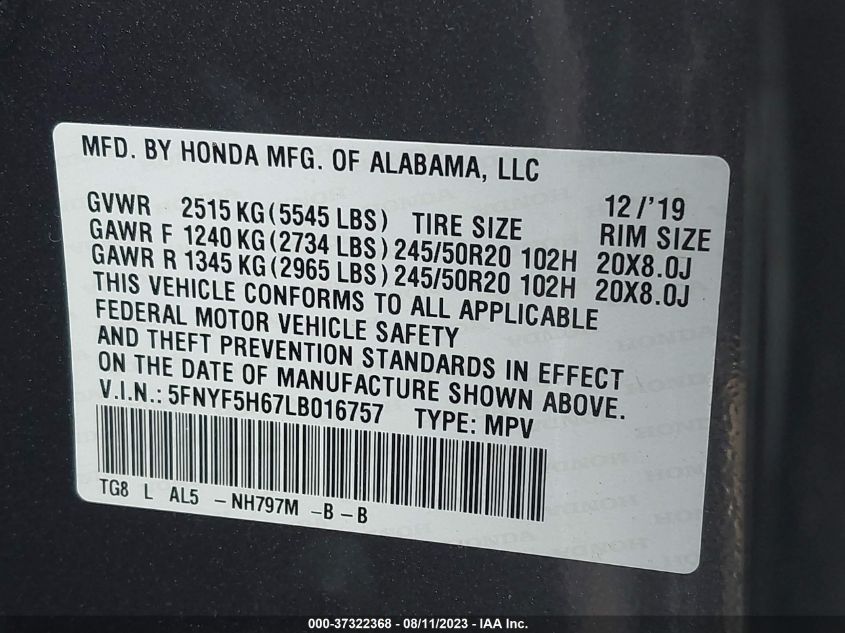 MFD. BY HONDA MFG. OF ALABAMA, LLC
GVWR 2515 KG (5545 LBS) TIRE SIZE 12/'19
GAWR F 1240 KG (2734 LBS) 245/50R20 102H RIM SIZE 20X8.0J
GAWR R 1345 KG (2965 LBS) 245/50R20 102H 20X8.0J
THIS VEHICLE CONFORMS TO ALL APPLICABLE
FEDERAL MOTOR VEHICLE SAFETY
AND THEFT PREVENTION STANDARDS IN EFFECT
ON THE DATE OF MANUFACTURE SHOWN ABOVE.
V.I.N.: 5FNYF5H67LB016757 TYPE: MPV
TG8 L AL5 -NH797M -B-B
000-37322368 - 08/11/2023 - IAA Inc.